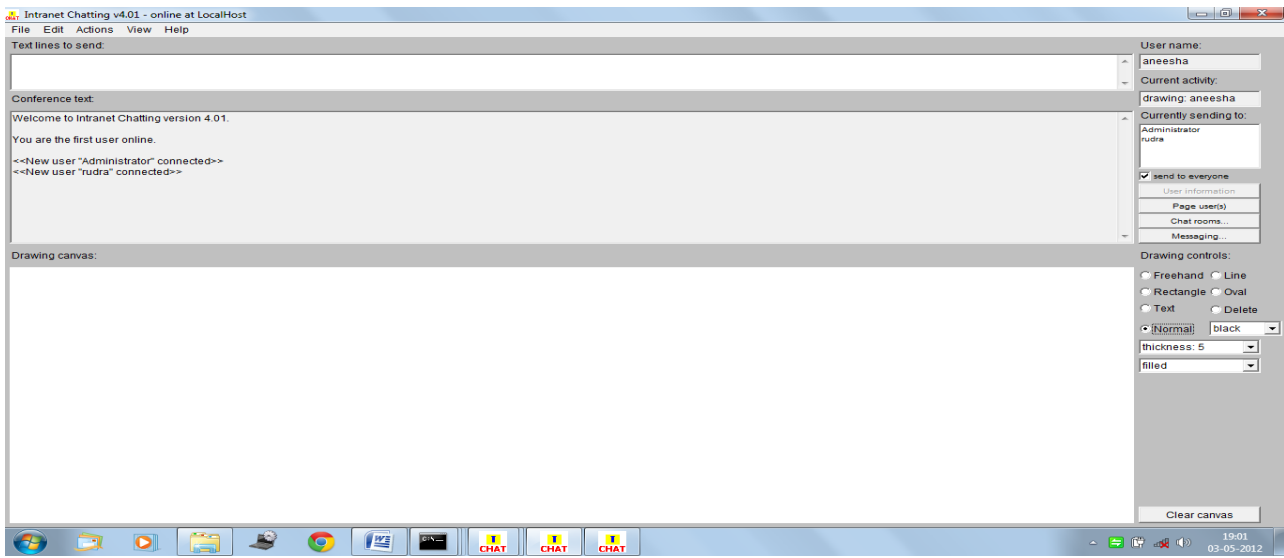 Intranet Chatting v4.01 - online at LocalHost
File Edit Actions View Help
Text lines to send:
User name:
aneesha
Current activity:
drawing: aneesha
Conference text:
Currently sending to:
Welcome to Intranet Chatting version 4.01.
You are the first user online.
<<New user "Administrator" connected>>
<<New user "rudra" connected>>
Administrator
rudra
send to everyone
User information
Page user(s)
Chat rooms...
Messaging...
Drawing canvas:
Drawing controls:
Freehand Line
Rectangle Oval
Text Delete
Normal black
thickness: 5
filled
Clear canvas
T CHAT T CHAT T CHAT
19:01
03-05-2012